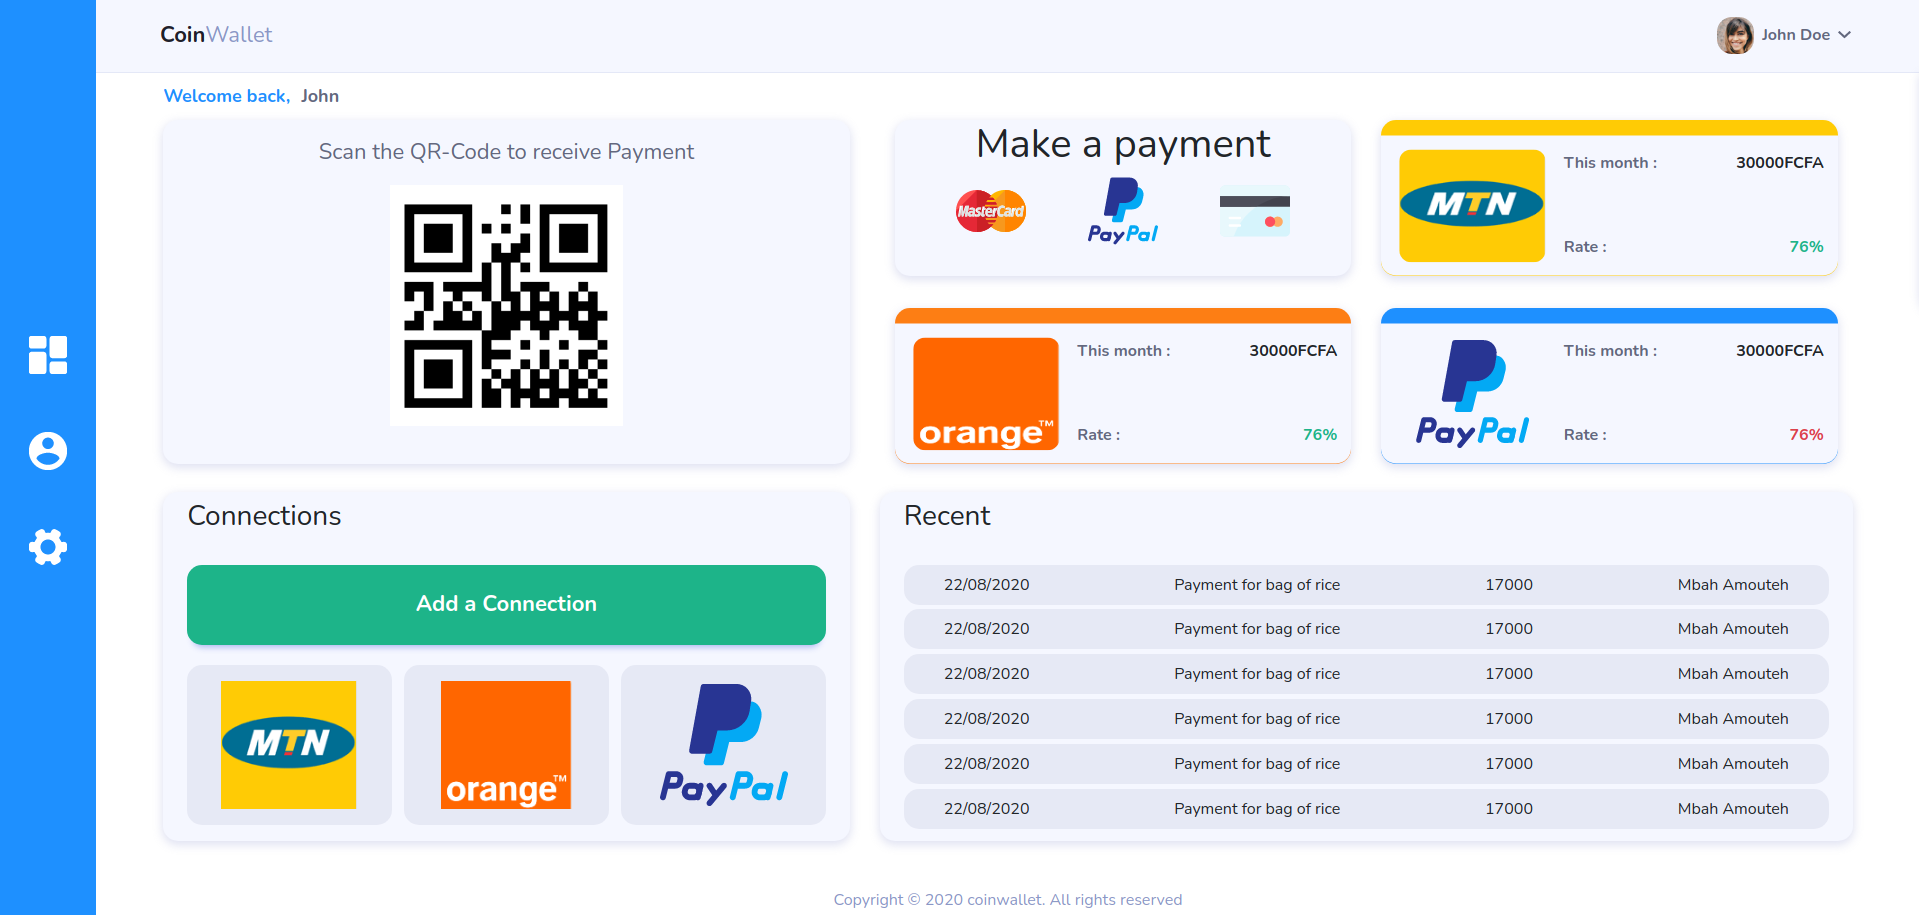 CoinWallet
John Doe
Welcome back, John
Scan the QR-Code to receive Payment
Make a payment
MasterCard
PayPal
MTN
This month : 30000FCFA
Rate : 76%
orange™
This month : 30000FCFA
Rate : 76%
PayPal
This month : 30000FCFA
Rate : 76%
Connections
Add a Connection
MTN
orange™
PayPal
Recent
22/08/2020 Payment for bag of rice 17000 Mbah Amouteh
22/08/2020 Payment for bag of rice 17000 Mbah Amouteh
22/08/2020 Payment for bag of rice 17000 Mbah Amouteh
22/08/2020 Payment for bag of rice 17000 Mbah Amouteh
22/08/2020 Payment for bag of rice 17000 Mbah Amouteh
22/08/2020 Payment for bag of rice 17000 Mbah Amouteh
Copyright © 2020 coinwallet. All rights reserved